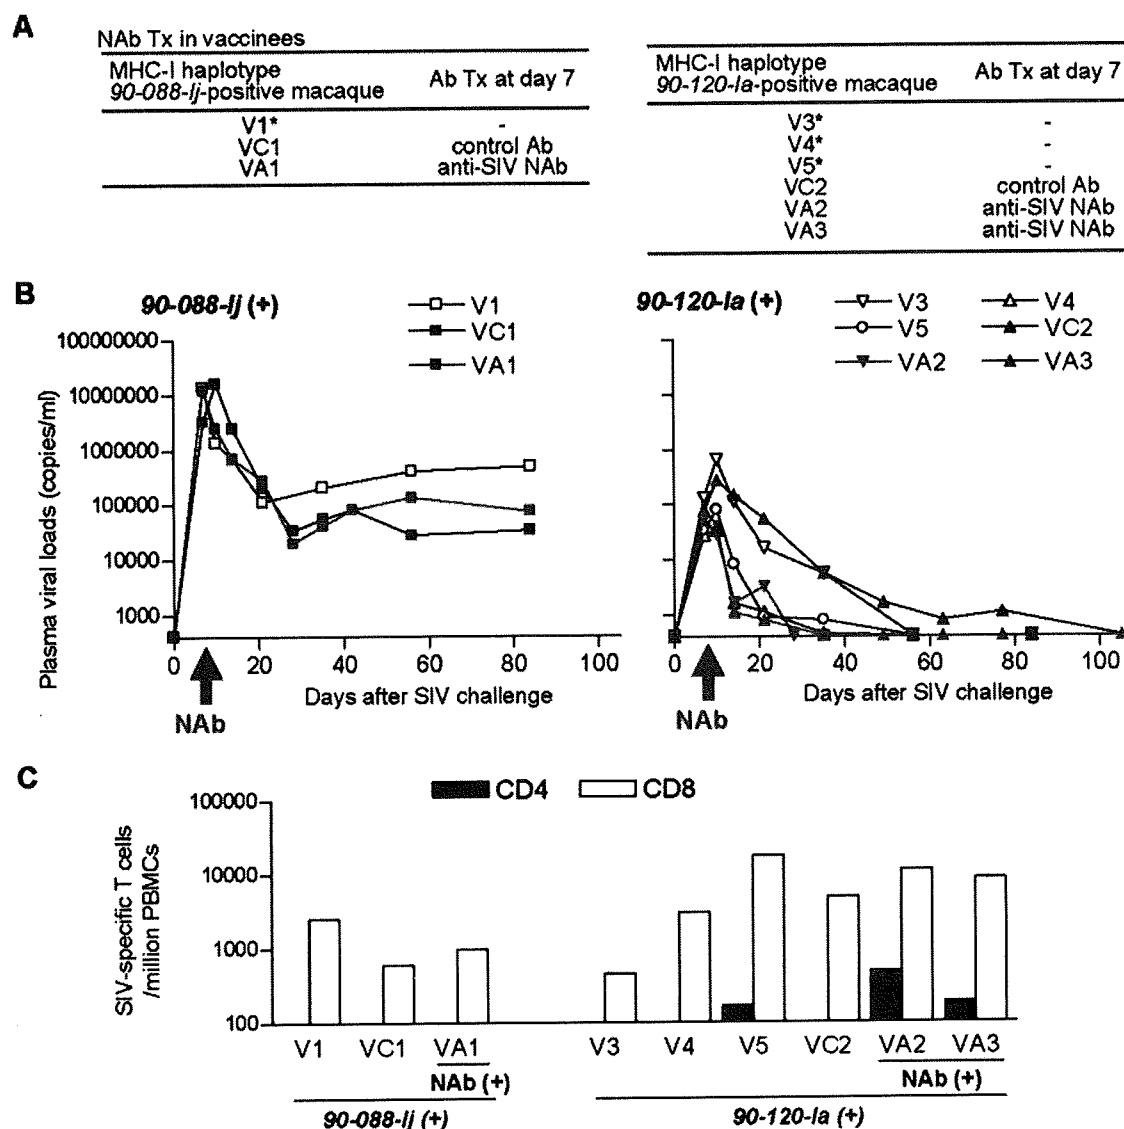 A
NAb Tx in vaccinees
MHC-I haplotype
90-088-Ij-positive macaque
Ab Tx at day 7
V1* -
VC1 control Ab
VA1 anti-SIV NAb
MHC-I haplotype
90-120-Ia-positive macaque
Ab Tx at day 7
V3* -
V4* -
V5* -
VC2 control Ab
VA2 anti-SIV NAb
VA3 anti-SIV NAb
B
90-088-Ij (+)
V1
VC1
VA1
Plasma viral loads (copies/ml)
100000000
10000000
1000000
100000
10000
1000
0 20 40 60 80 100
Days after SIV challenge
NAb
90-120-Ia (+)
V3 V4
V5 VC2
VA2 VA3
0 20 40 60 80 100
Days after SIV challenge
NAb
C
CD4 CD8
SIV-specific T cells
/million PBMCs
100000
10000
1000
100
V1 VC1 VA1 V3 V4 V5 VC2 VA2 VA3
NAb (+) NAb (+)
90-088-Ij (+) 90-120-Ia (+)